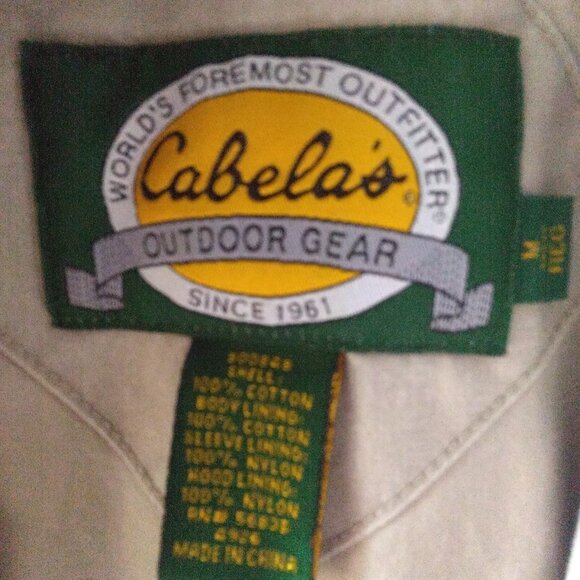 WORLD'S FOREMOST OUTFITTER®
Cabela's®
OUTDOOR GEAR
SINCE 1961
M
REG
SHELL:
100% COTTON
BODY LINING:
100% COTTON
SLEEVE LINING:
100% NYLON
HOOD LINING:
100% NYLON
MADE IN CHINA